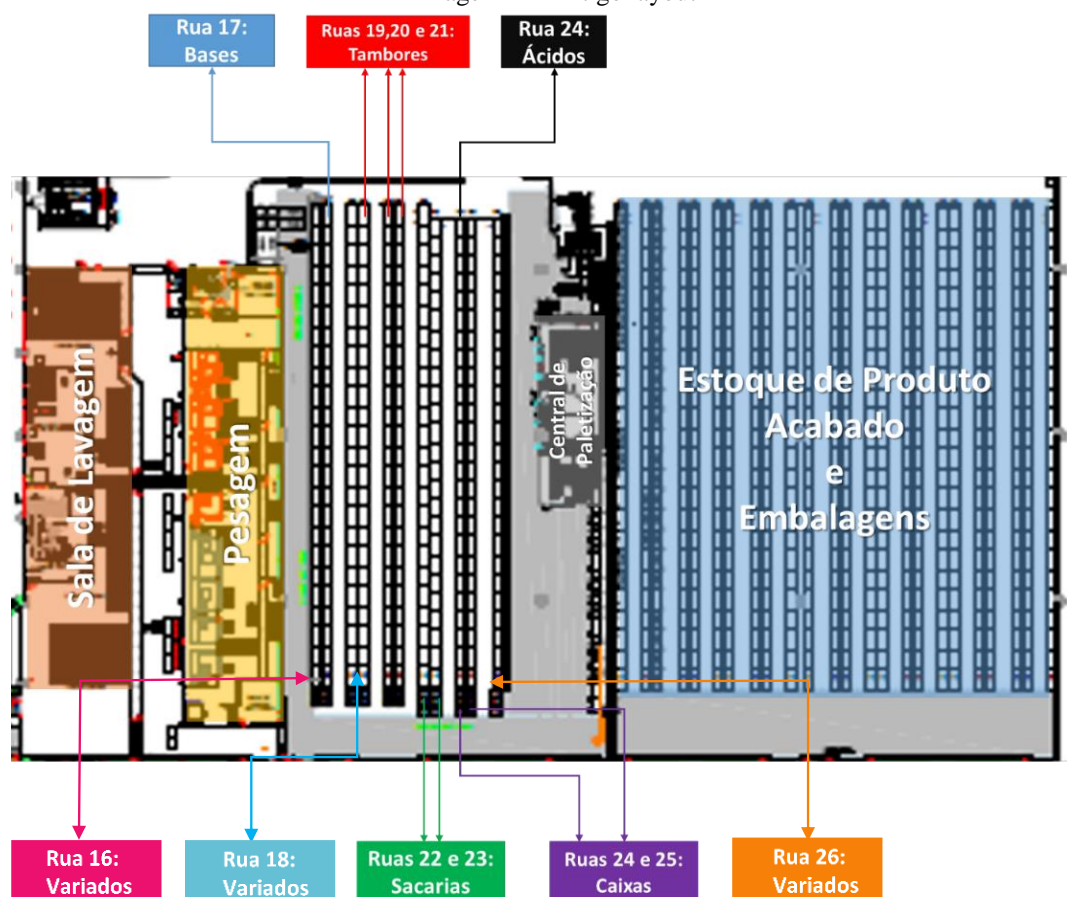 Rua 17:
Bases
Ruas 19,20 e 21:
Tambores
Rua 24:
Ácidos
Sala de Lavagem
Pesagem
Central de
Paletização
Estoque de Produto
Acabado
e
Embalagens
Rua 16:
Variados
Rua 18:
Variados
Ruas 22 e 23:
Sacarias
Ruas 24 e 25:
Caixas
Rua 26:
Variados